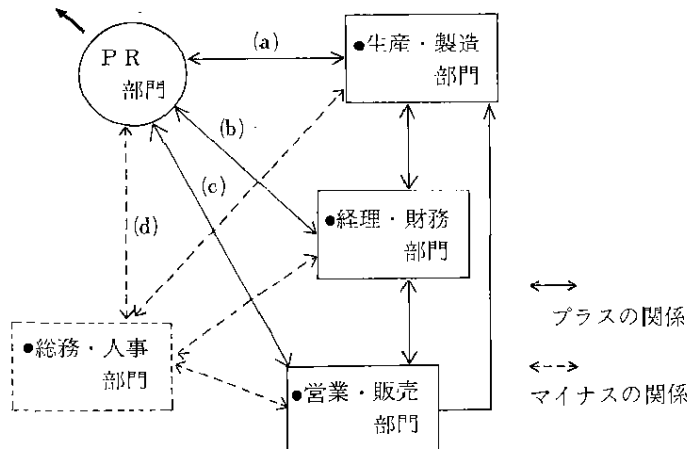 PR
部門
(a)
●生産・製造
部門
(b)
(c)
(d)
●経理・財務
部門
プラスの関係
●総務・人事
部門
●営業・販売
部門
マイナスの関係